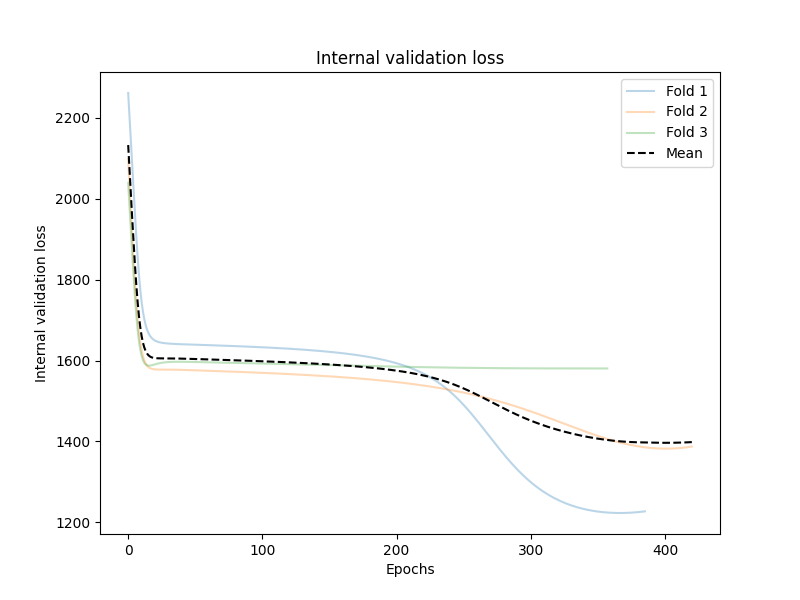 Internal validation loss
Fold 1
Fold 2
Fold 3
Mean
Internal validation loss
2200
2000
1800
1600
1400
1200
0 100 200 300 400
Epochs